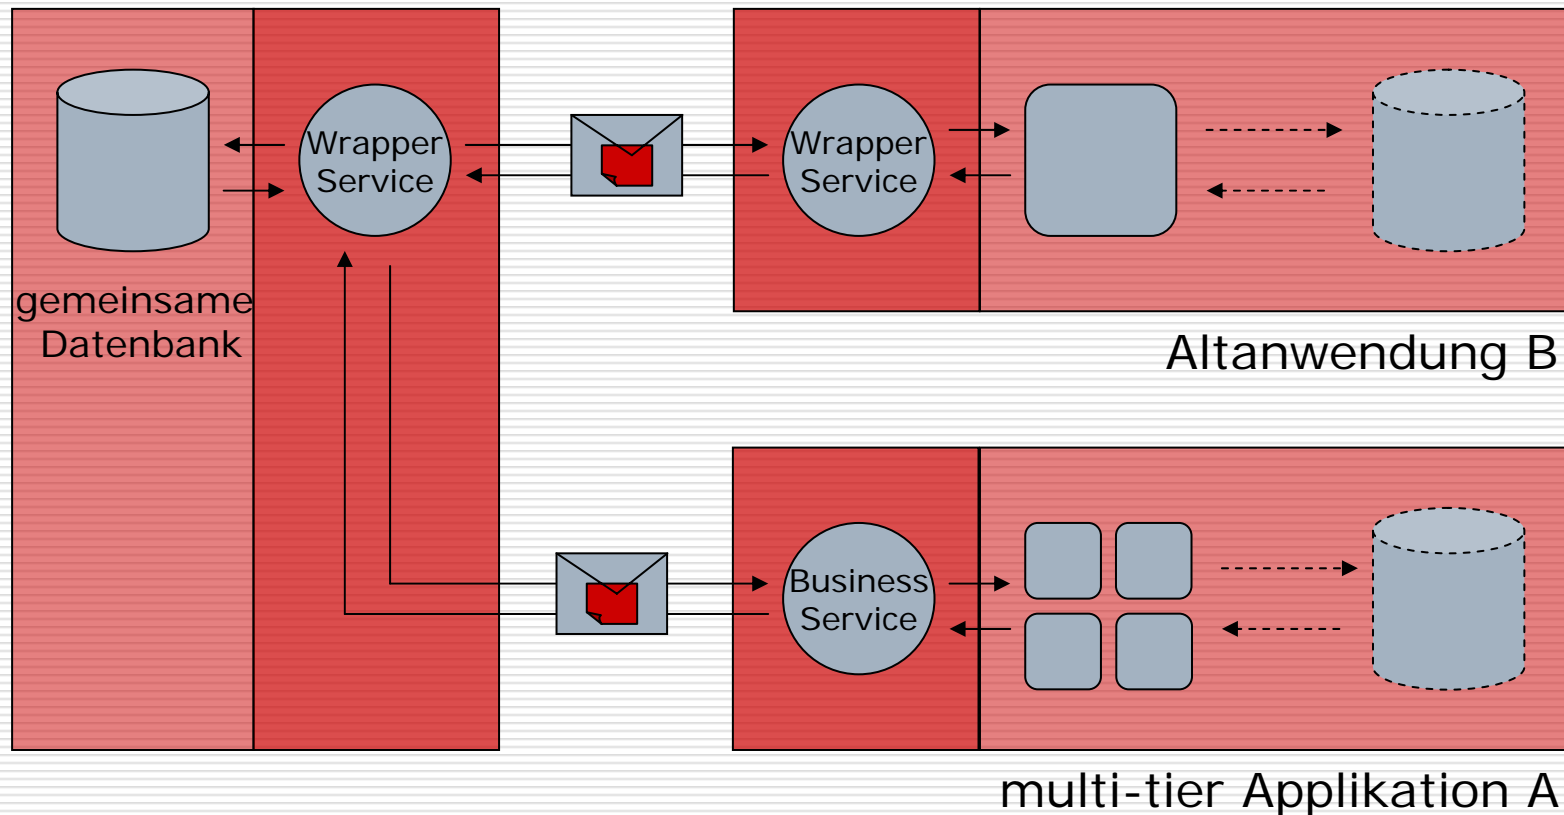 Wrapper
Service
gemeinsame
Datenbank
Wrapper
Service
Altanwendung B
Business
Service
multi-tier Applikation A